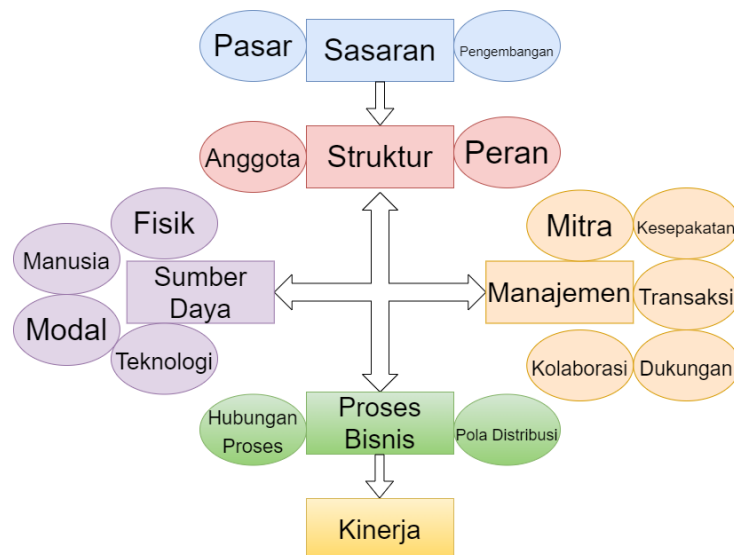 Pasar
Sasaran
Pengembangan
Anggota
Struktur
Peran
Fisik
Manusia
Sumber
Daya
Modal
Teknologi
Mitra
Kesepakatan
Manajemen
Transaksi
Kolaborasi
Dukungan
Hubungan
Proses
Proses
Bisnis
Pola Distribusi
Kinerja